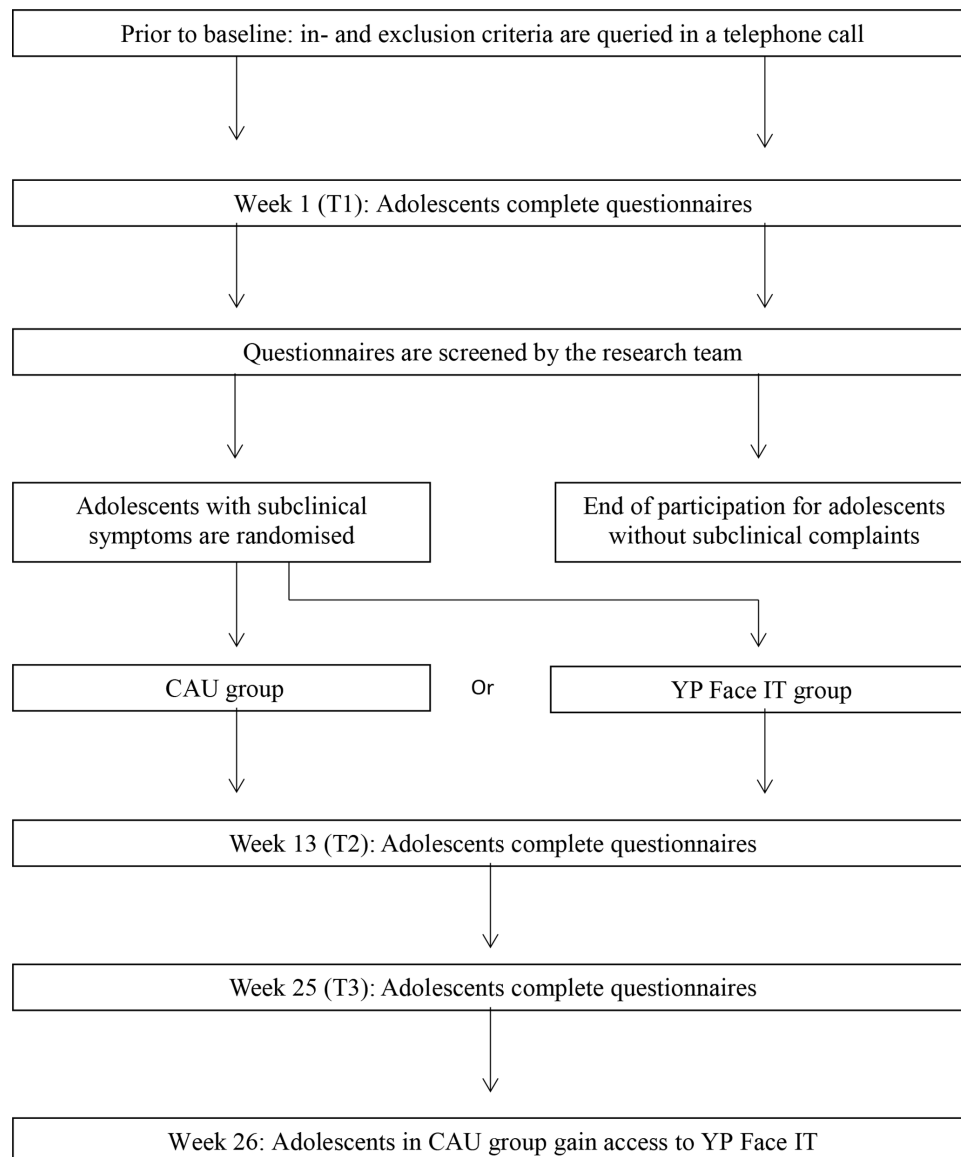 Prior to baseline: in- and exclusion criteria are queried in a telephone call
Week 1 (T1): Adolescents complete questionnaires
Questionnaires are screened by the research team
Adolescents with subclinical
symptoms are randomised
End of participation for adolescents
without subclinical complaints
CAU group
Or
YP Face IT group
Week 13 (T2): Adolescents complete questionnaires
Week 25 (T3): Adolescents complete questionnaires
Week 26: Adolescents in CAU group gain access to YP Face IT